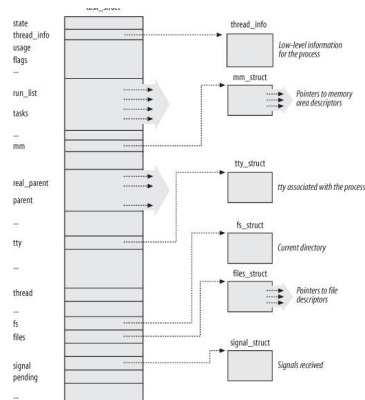 task_struct
state
thread_info
usage
flags
...
run_list
tasks
...
mm
real_parent
parent
...
tty
...
thread
...
fs
files
signal
pending
...
thread_info
Low-level information
for the process
mm_struct
Pointers to memory
area descriptors
tty_struct
tty associated with the process
fs_struct
Current directory
files_struct
Pointers to file
descriptors
signal_struct
Signals received